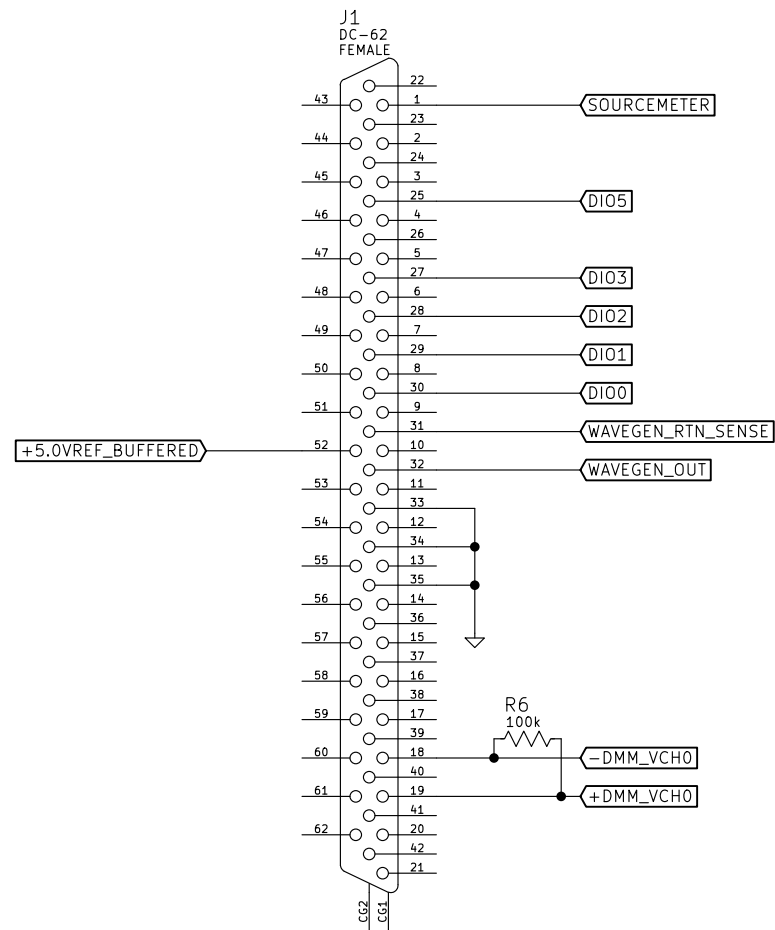 J1
DC-62
FEMALE
22
43 1 SOURCEMETER
23
44 2
24
45 3
25 DIO5
46 4
26
47 5
27 DIO3
48 6
28 DIO2
49 7
29 DIO1
50 8
30 DIO0
51 9
31 WAVEGEN_RTN_SENSE
+5.0VREF_BUFFERED 52 10
32 WAVEGEN_OUT
53 11
33
54 12
34
55 13
35
56 14
36
57 15
37
58 16
38
59 17
R6
100k
39
60 18 -DMM_VCH0
40
61 19 +DMM_VCH0
41
62 20
42
21
CG2 CG1